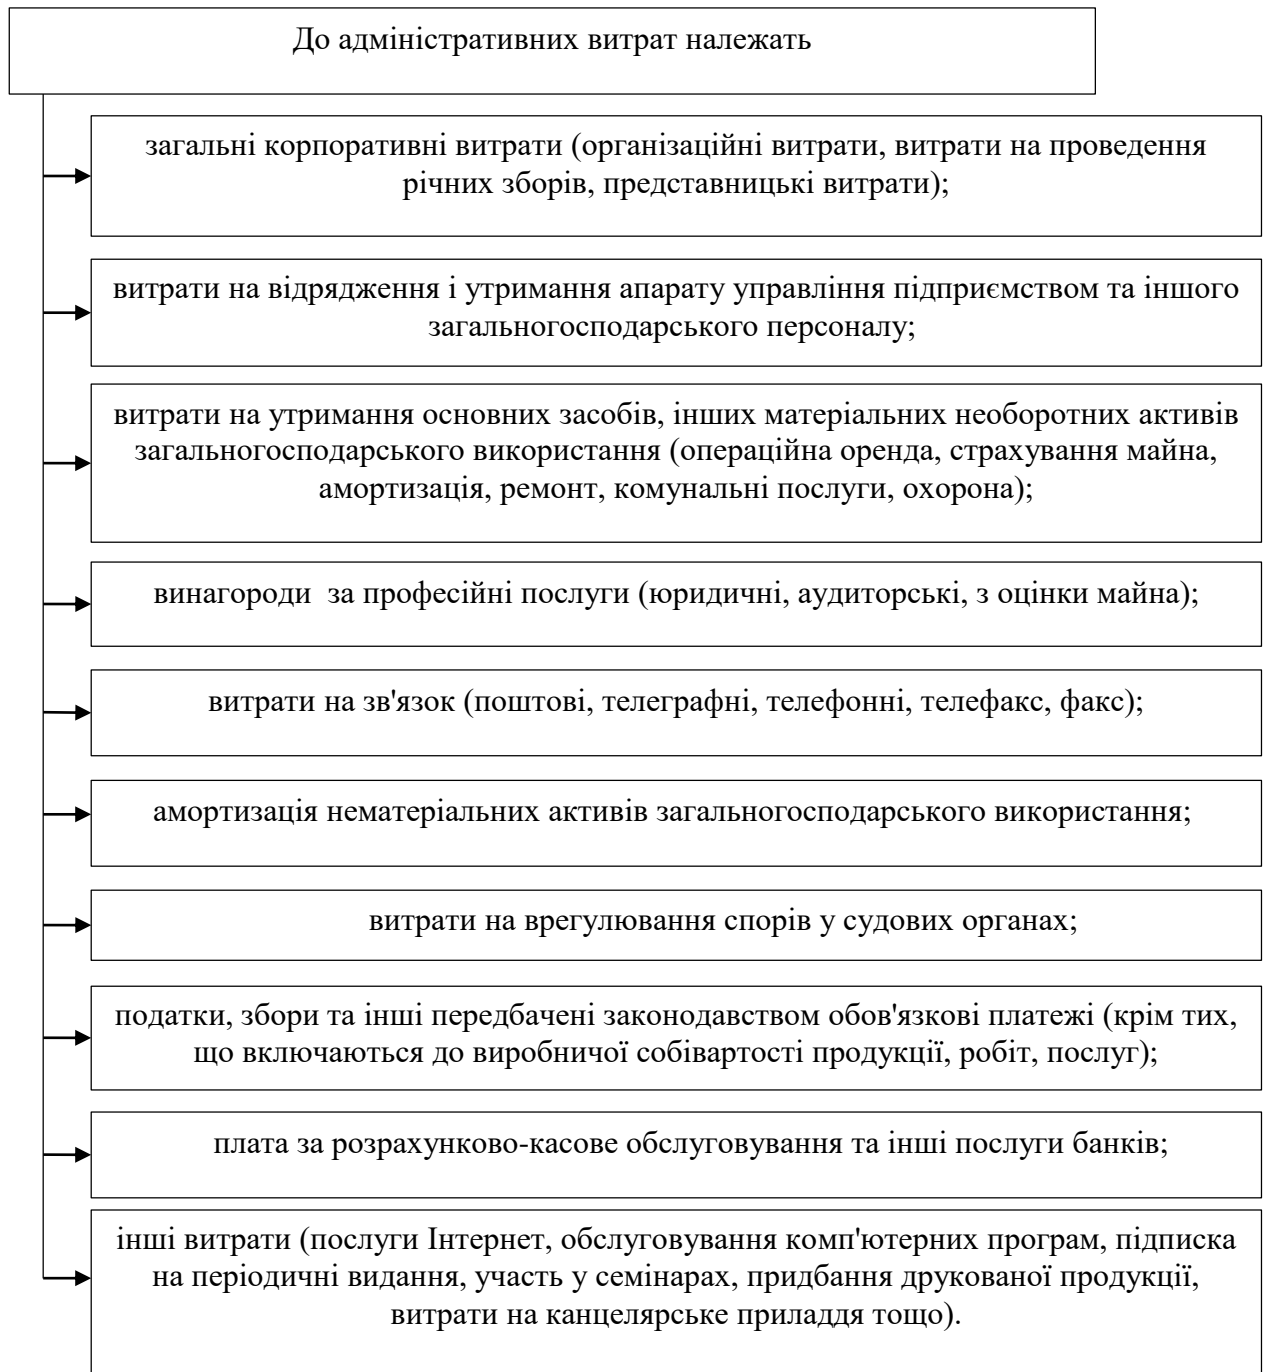 До адміністративних витрат належать
загальні корпоративні витрати (організаційні витрати, витрати на проведення
річних зборів, представницькі витрати);
витрати на відрядження і утримання апарату управління підприємством та іншого
загальногосподарського персоналу;
витрати на утримання основних засобів, інших матеріальних необоротних активів
загальногосподарського використання (операційна оренда, страхування майна,
амортизація, ремонт, комунальні послуги, охорона);
винагороди  за професійні послуги (юридичні, аудиторські, з оцінки майна);
витрати на зв'язок (поштові, телеграфні, телефонні, телефакс, факс);
амортизація нематеріальних активів загальногосподарського використання;
витрати на врегулювання спорів у судових органах;
податки, збори та інші передбачені законодавством обов'язкові платежі (крім тих,
що включаються до виробничої собівартості продукції, робіт, послуг);
плата за розрахунково-касове обслуговування та інші послуги банків;
інші витрати (послуги Інтернет, обслуговування комп'ютерних програм, підписка
на періодичні видання, участь у семінарах, придбання друкованої продукції,
витрати на канцелярське приладдя тощо).